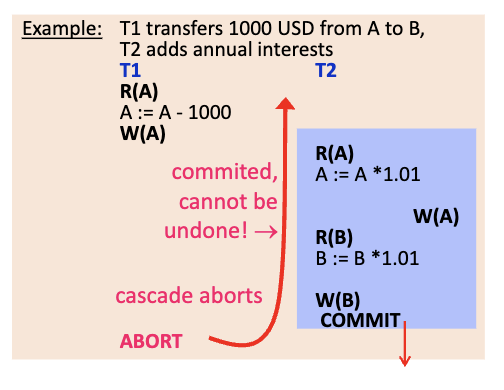 Example: T1 transfers 1000 USD from A to B,
T2 adds annual interests
T1 T2
R(A)
A := A - 1000
W(A)
R(A)
A := A *1.01
W(A)
R(B)
B := B *1.01
W(B)
COMMIT
commited,
cannot be
undone! →
cascade aborts
ABORT